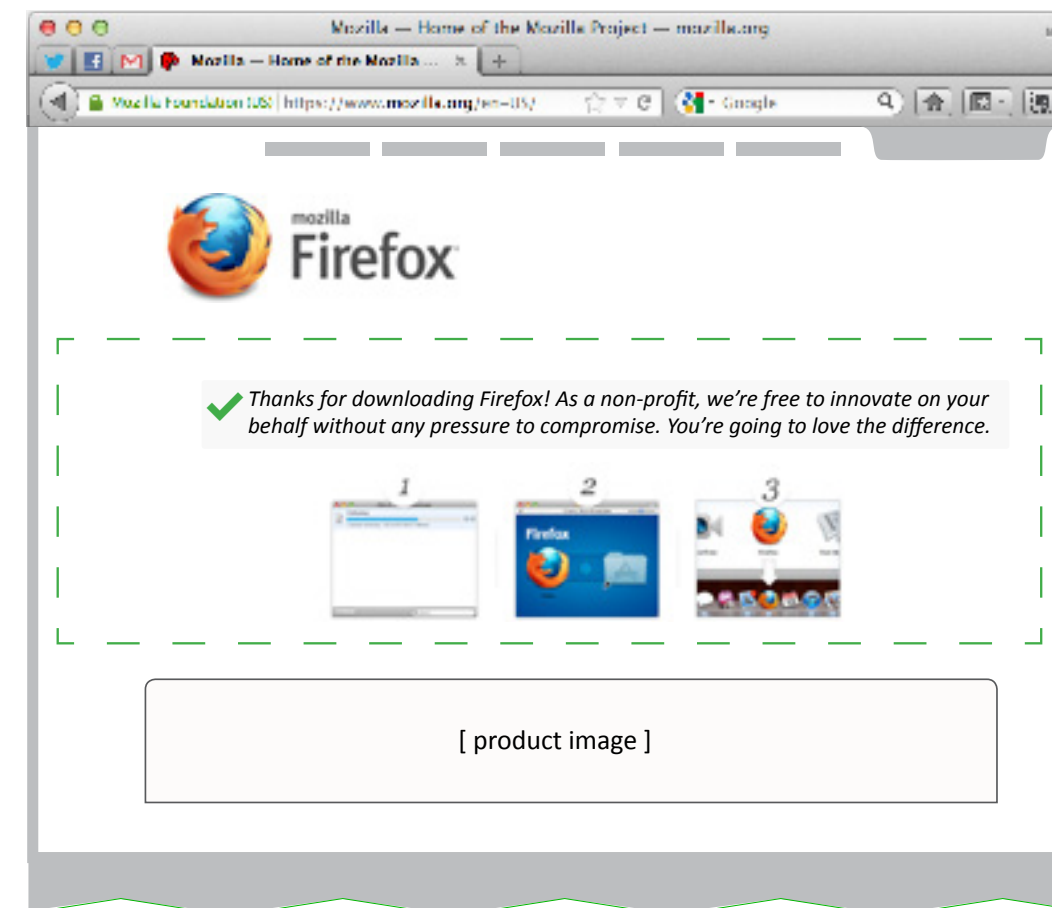 Mozilla — Home of the Mozilla Project — mozilla.org
Mozilla — Home of the Mozilla ...
Mozilla Foundation (US) https://www.mozilla.org/en-US/
Google
mozilla
Firefox
Thanks for downloading Firefox! As a non-profit, we’re free to innovate on your
behalf without any pressure to compromise. You’re going to love the difference.
1 2 3
Firefox
[ product image ]